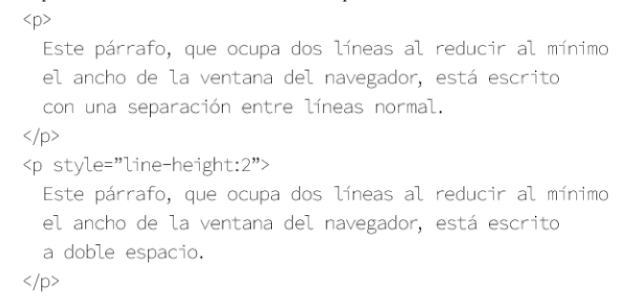 <p>
Este párrafo, que ocupa dos líneas al reducir al mínimo
el ancho de la ventana del navegador, está escrito
con una separación entre líneas normal.
</p>
<p style=”line-height:2”>
Este párrafo, que ocupa dos líneas al reducir al mínimo
el ancho de la ventana del navegador, está escrito
a doble espacio.
</p>